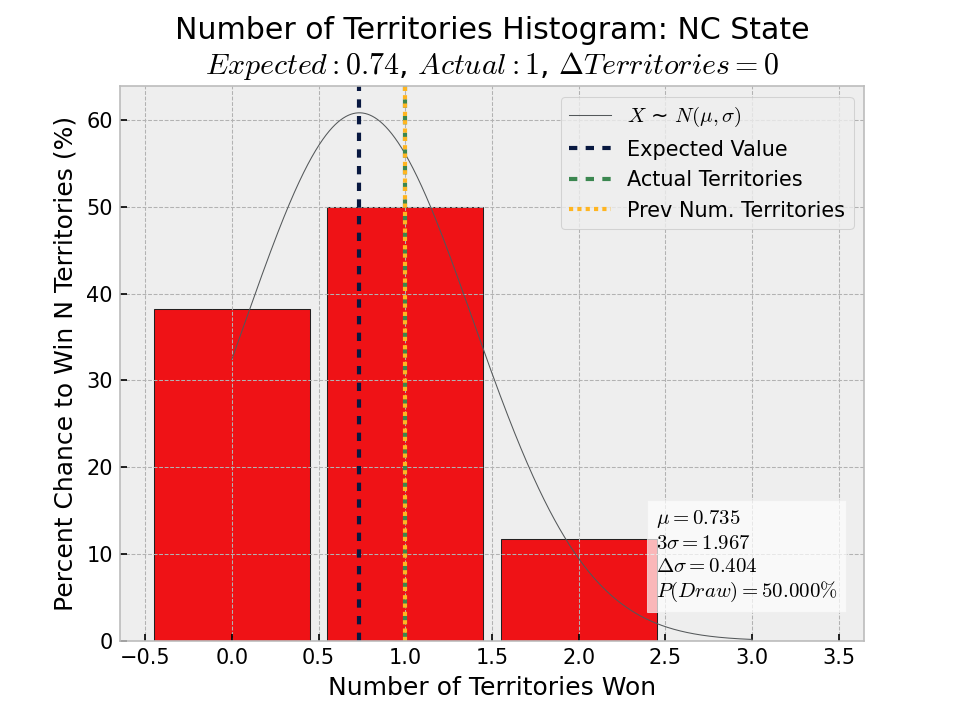 Number of Territories Histogram: NC State
Expected : 0.74, Actual : 1, ΔTerritories = 0
Percent Chance to Win N Territories (%)
60
50
40
30
20
10
0
X ∼ N(μ, σ)
Expected Value
Actual Territories
Prev Num. Territories
μ = 0.735
3σ = 1.967
Δσ = 0.404
P(Draw) = 50.000%
−0.5 0.0 0.5 1.0 1.5 2.0 2.5 3.0 3.5
Number of Territories Won